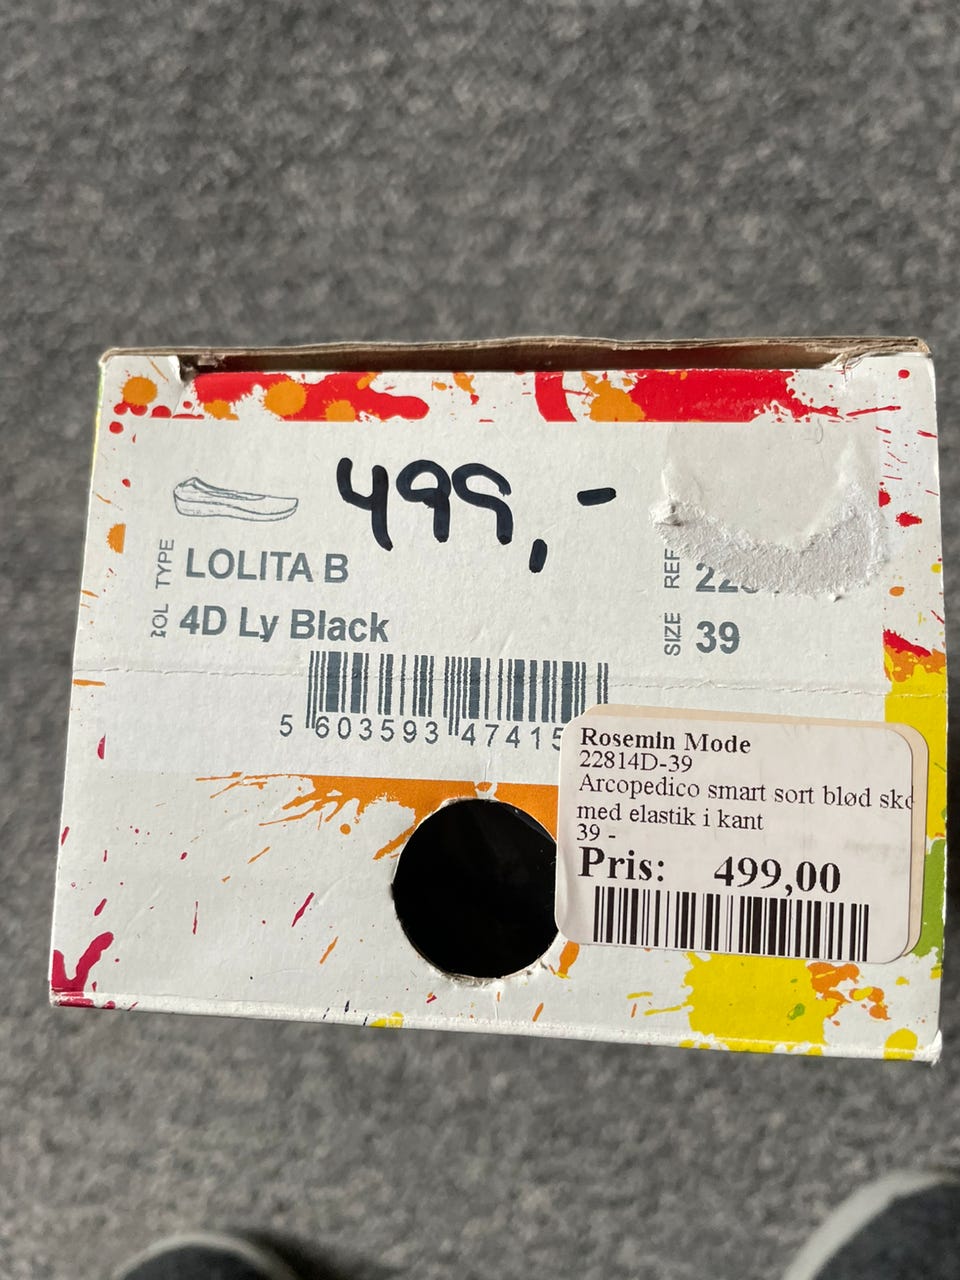 499,-
TYPE LOLITA B
REF
COL 4D Ly Black
SIZE 39
5 603593 47415
Rosemln Mode
22814D-39
Arcopedico smart sort blød sko
med elastik i kant
39 -
Pris: 499,00